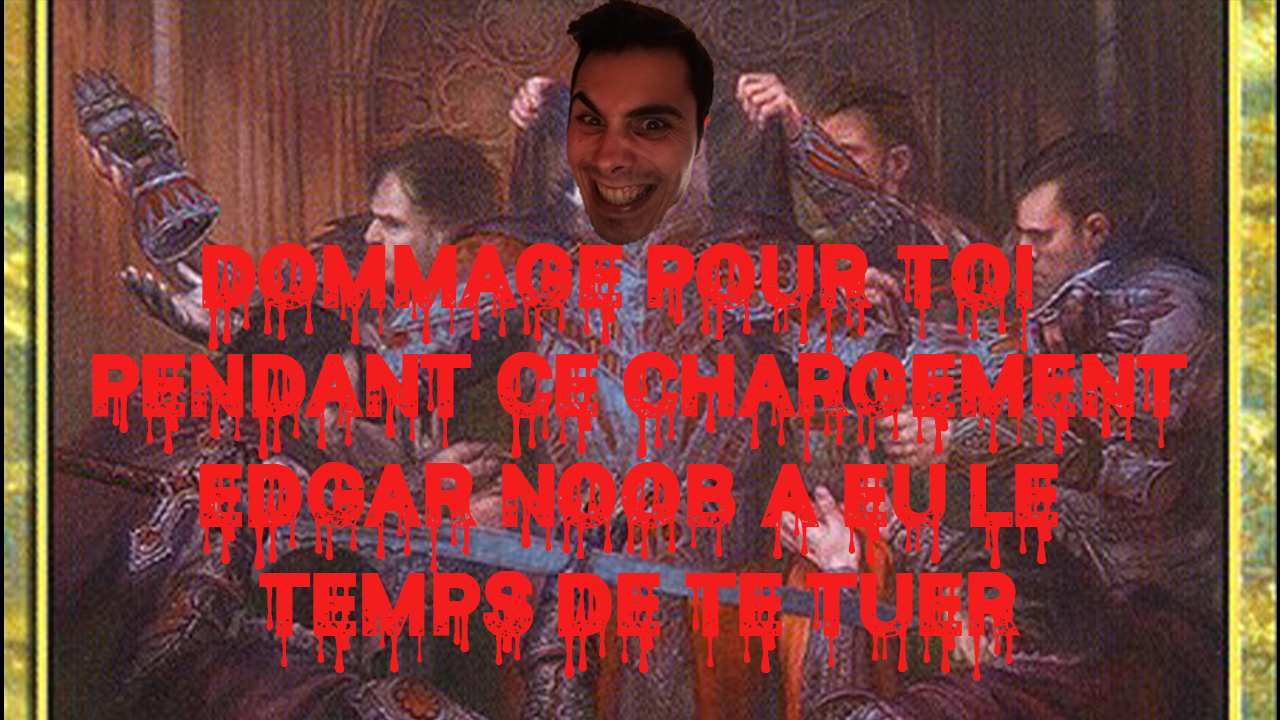 DOMMAGE POUR TOI
PENDANT CE CHARGEMENT
EDGAR NOOB A EU LE
TEMPS DE TE TUER